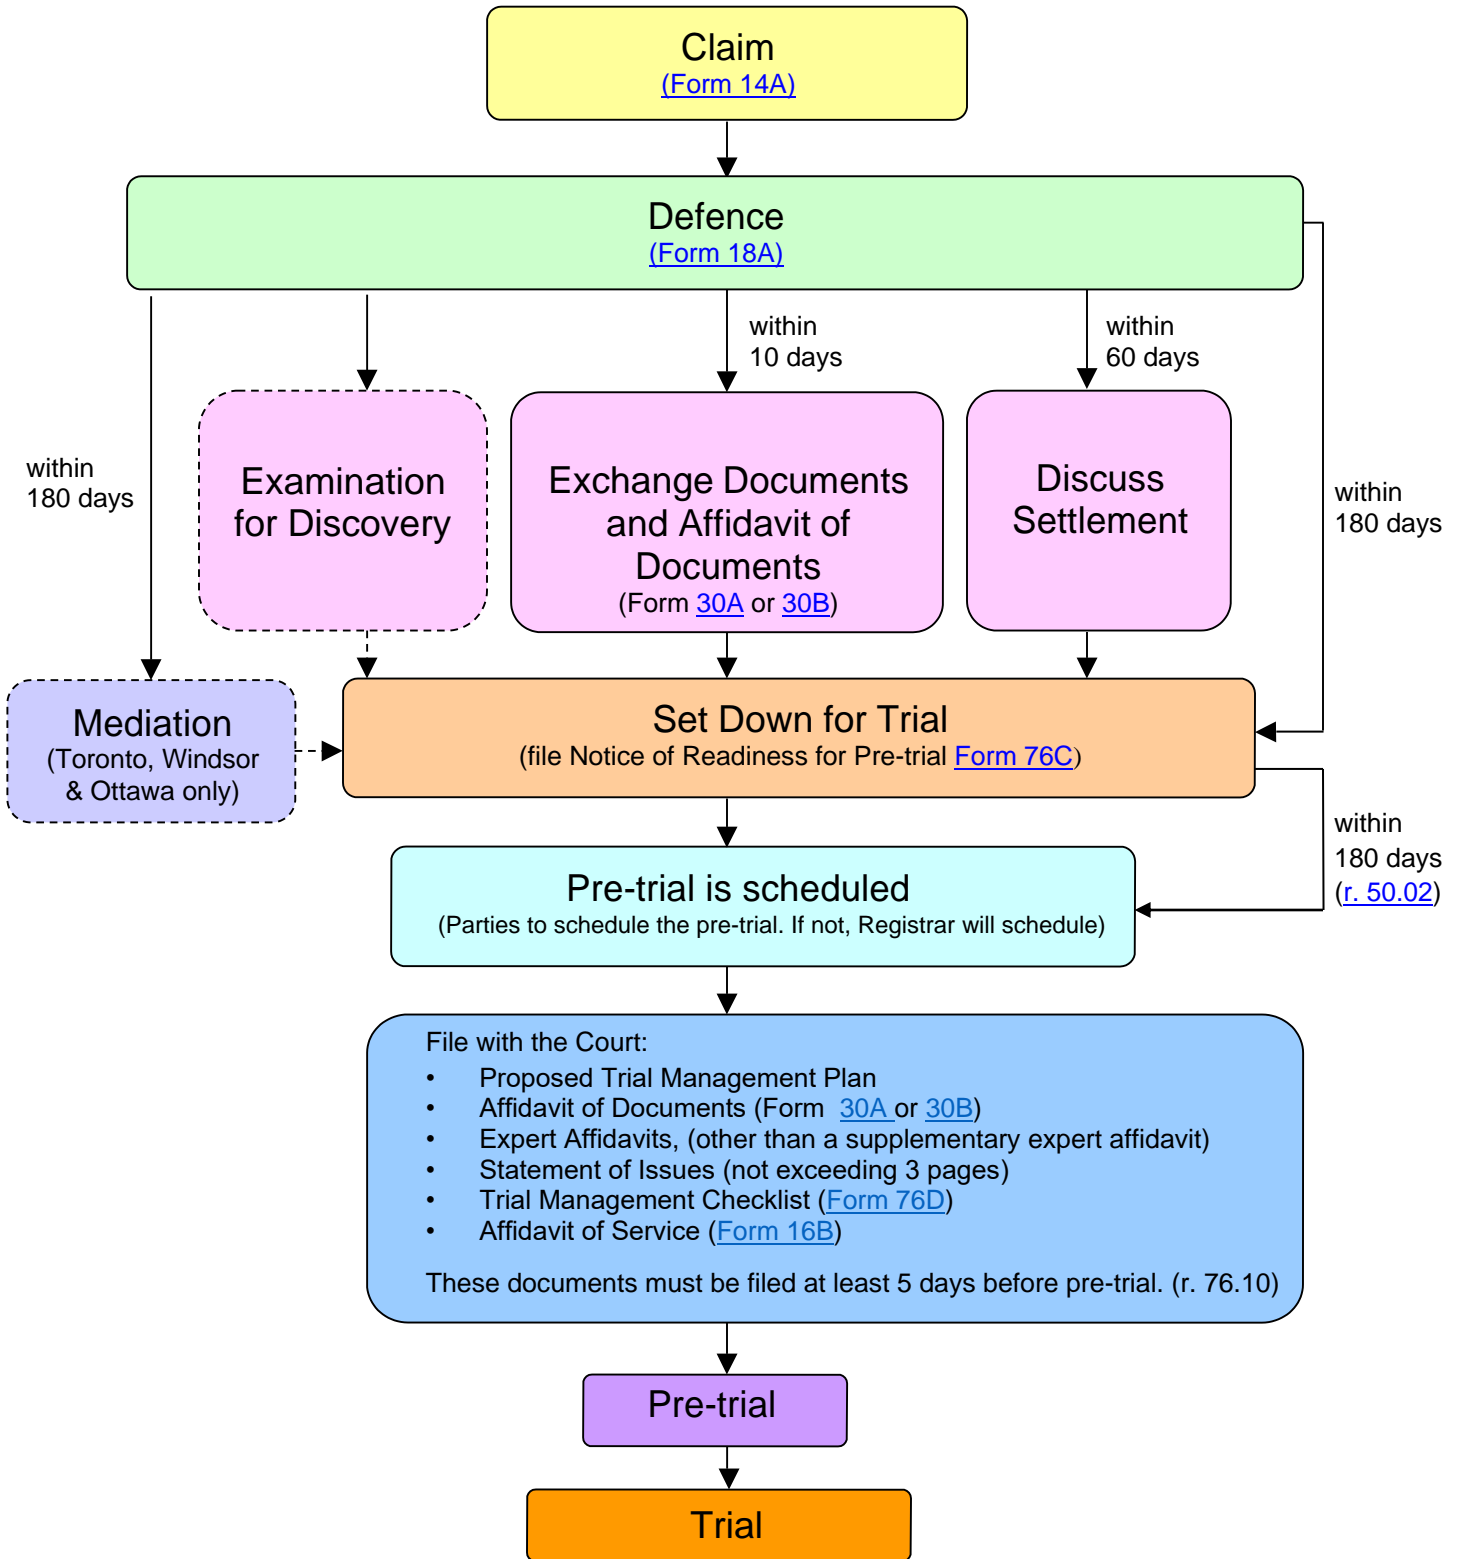 Claim
(Form 14A)
Defence
(Form 18A)
within
10 days
within
60 days
within
180 days
Examination
for Discovery
Exchange Documents
and Affidavit of
Documents
(Form 30A or 30B)
Discuss
Settlement
within
180 days
Mediation
(Toronto, Windsor
& Ottawa only)
Set Down for Trial
(file Notice of Readiness for Pre-trial Form 76C)
within
180 days
(r. 50.02)
Pre-trial is scheduled
(Parties to schedule the pre-trial. If not, Registrar will schedule)
File with the Court:
• Proposed Trial Management Plan
• Affidavit of Documents (Form 30A or 30B)
• Expert Affidavits, (other than a supplementary expert affidavit)
• Statement of Issues (not exceeding 3 pages)
• Trial Management Checklist (Form 76D)
• Affidavit of Service (Form 16B)
These documents must be filed at least 5 days before pre-trial. (r. 76.10)
Pre-trial
Trial